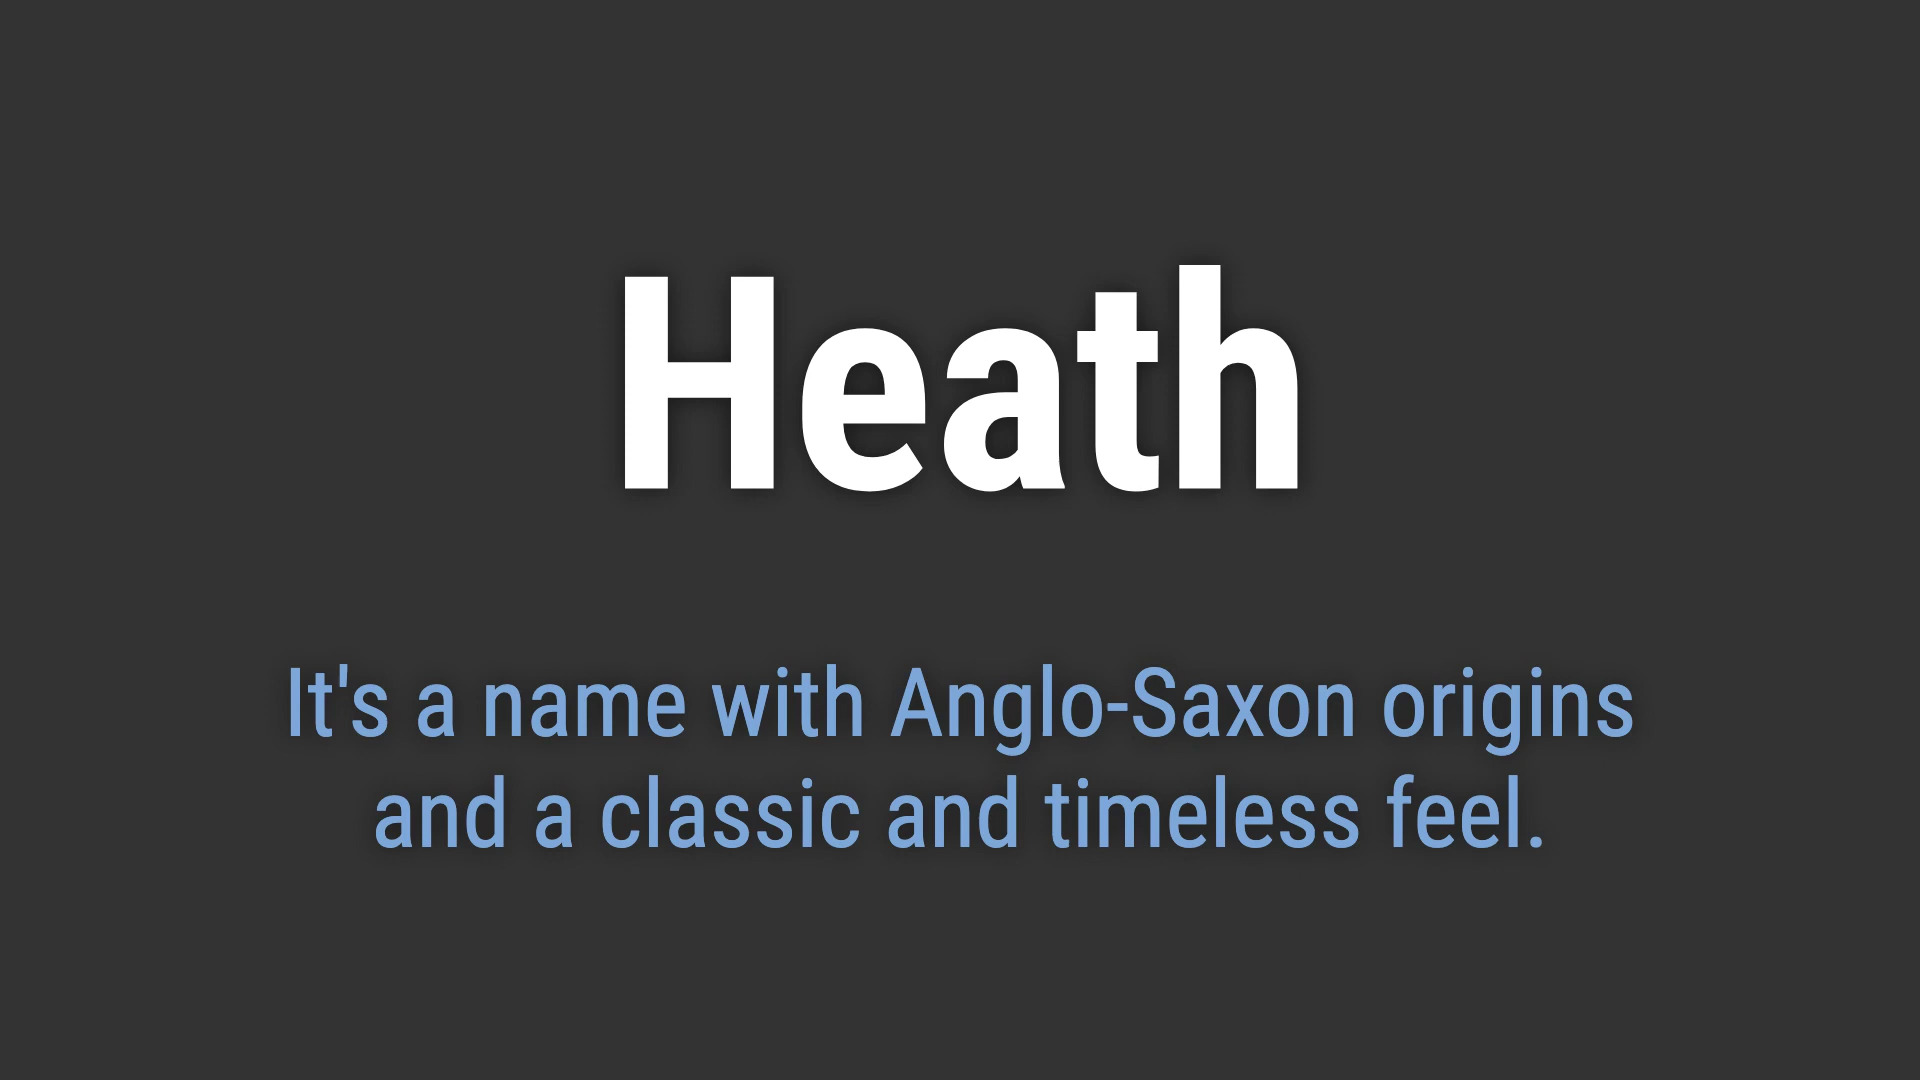 Heath
It's a name with Anglo-Saxon origins
and a classic and timeless feel.